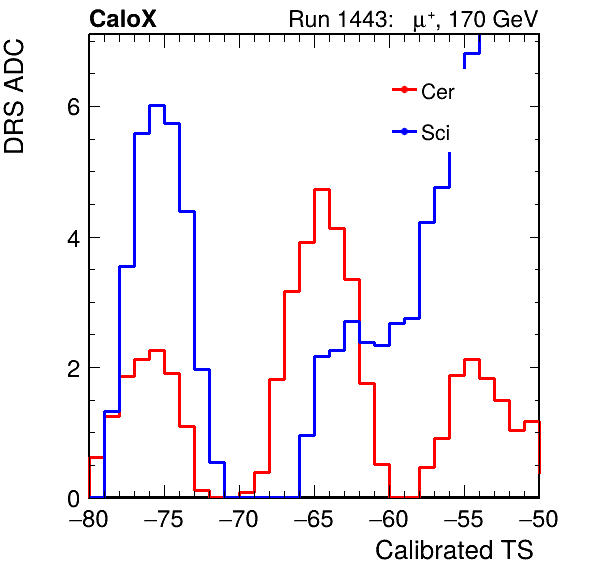 CaloX Run 1443: μ⁺, 170 GeV
DRS ADC
Cer
Sci
6
4
2
0
−80 −75 −70 −65 −60 −55 −50
Calibrated TS